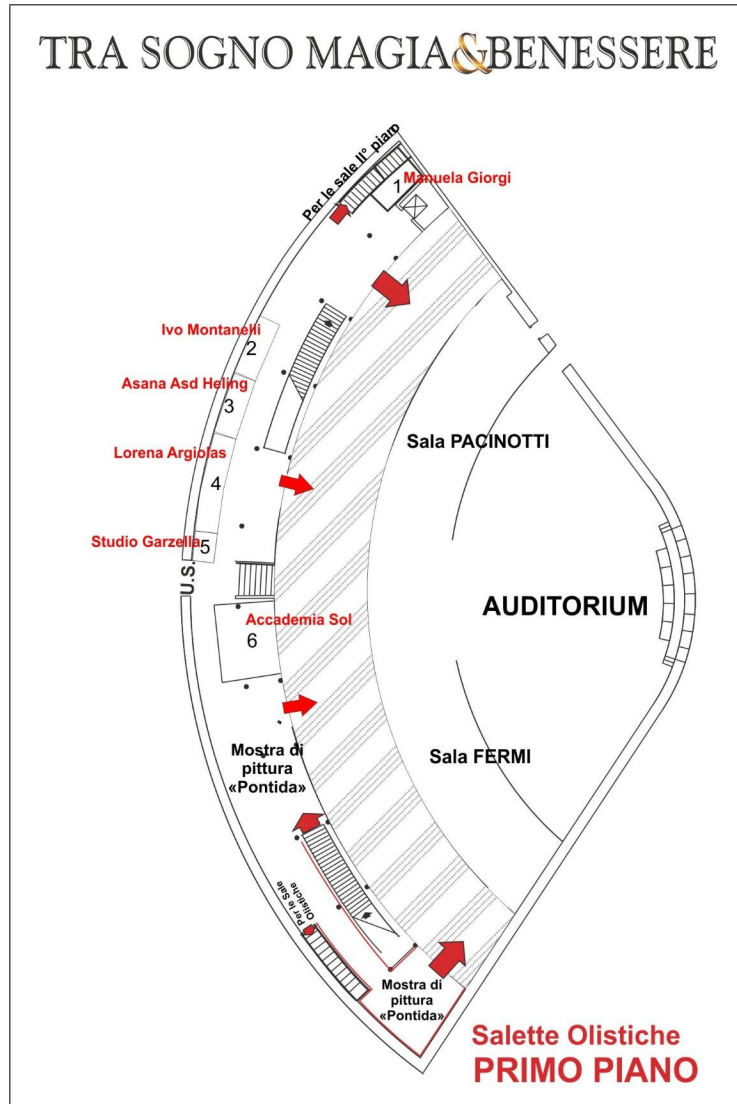 TRA SOGNO MAGIA&BENESSERE
Per le sale II° piano
1
Manuela Giorgi
Ivo Montanelli
2
Asana Asd Heling
3
Lorena Argiolas
4
Studio Garzella
5
U.S.
Sala PACINOTTI
AUDITORIUM
Accademia Sol
6
Mostra di
pittura
«Pontida»
Sala FERMI
Per le Sale
Olistiche
Mostra di
pittura
«Pontida»
Salette Olistiche
PRIMO PIANO